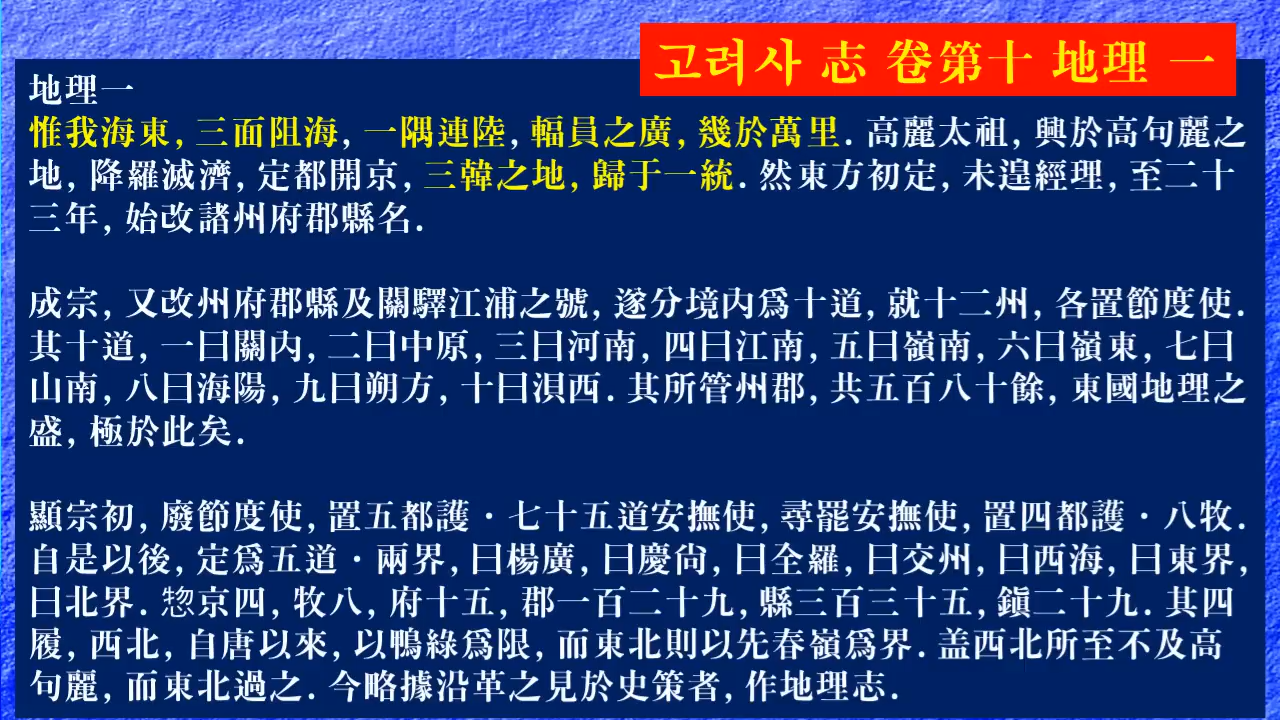 고려사 志 卷第十 地理 一
地理一
惟我海東, 三面阻海, 一隅連陸, 輻員之廣, 幾於萬里. 高麗太祖, 興於高句麗之
地, 降羅滅濟, 定都開京, 三韓之地, 歸于一統. 然東方初定, 未遑經理, 至二十
三年, 始改諸州府郡縣名.
成宗, 又改州府郡縣及關驛江浦之號, 遂分境內爲十道, 就十二州, 各置節度使.
其十道, 一曰關內, 二曰中原, 三曰河南, 四曰江南, 五曰嶺南, 六曰嶺東, 七曰
山南, 八曰海陽, 九曰朔方, 十曰浿西. 其所管州郡, 共五百八十餘, 東國地理之
盛, 極於此矣.
顯宗初, 廢節度使, 置五都護·七十五道安撫使, 尋罷安撫使, 置四都護·八牧.
自是以後, 定爲五道·兩界, 曰楊廣, 曰慶尙, 曰全羅, 曰交州, 曰西海, 曰東界,
曰北界. 惣京四, 牧八, 府十五, 郡一百二十九, 縣三百三十五, 鎭二十九. 其四
履, 西北, 自唐以來, 以鴨綠爲限, 而東北則以先春嶺爲界. 盖西北所至不及高
句麗, 而東北過之. 今略據沿革之見於史策者, 作地理志.